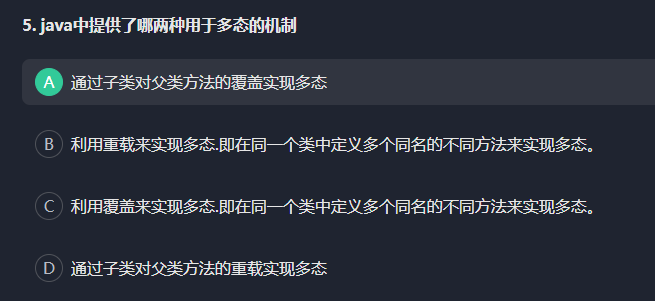 5. java中提供了哪两种用于多态的机制
A 通过子类对父类方法的覆盖实现多态
B 利用重载来实现多态.即在同一个类中定义多个同名的不同方法来实现多态。
C 利用覆盖来实现多态.即在同一个类中定义多个同名的不同方法来实现多态。
D 通过子类对父类方法的重载实现多态